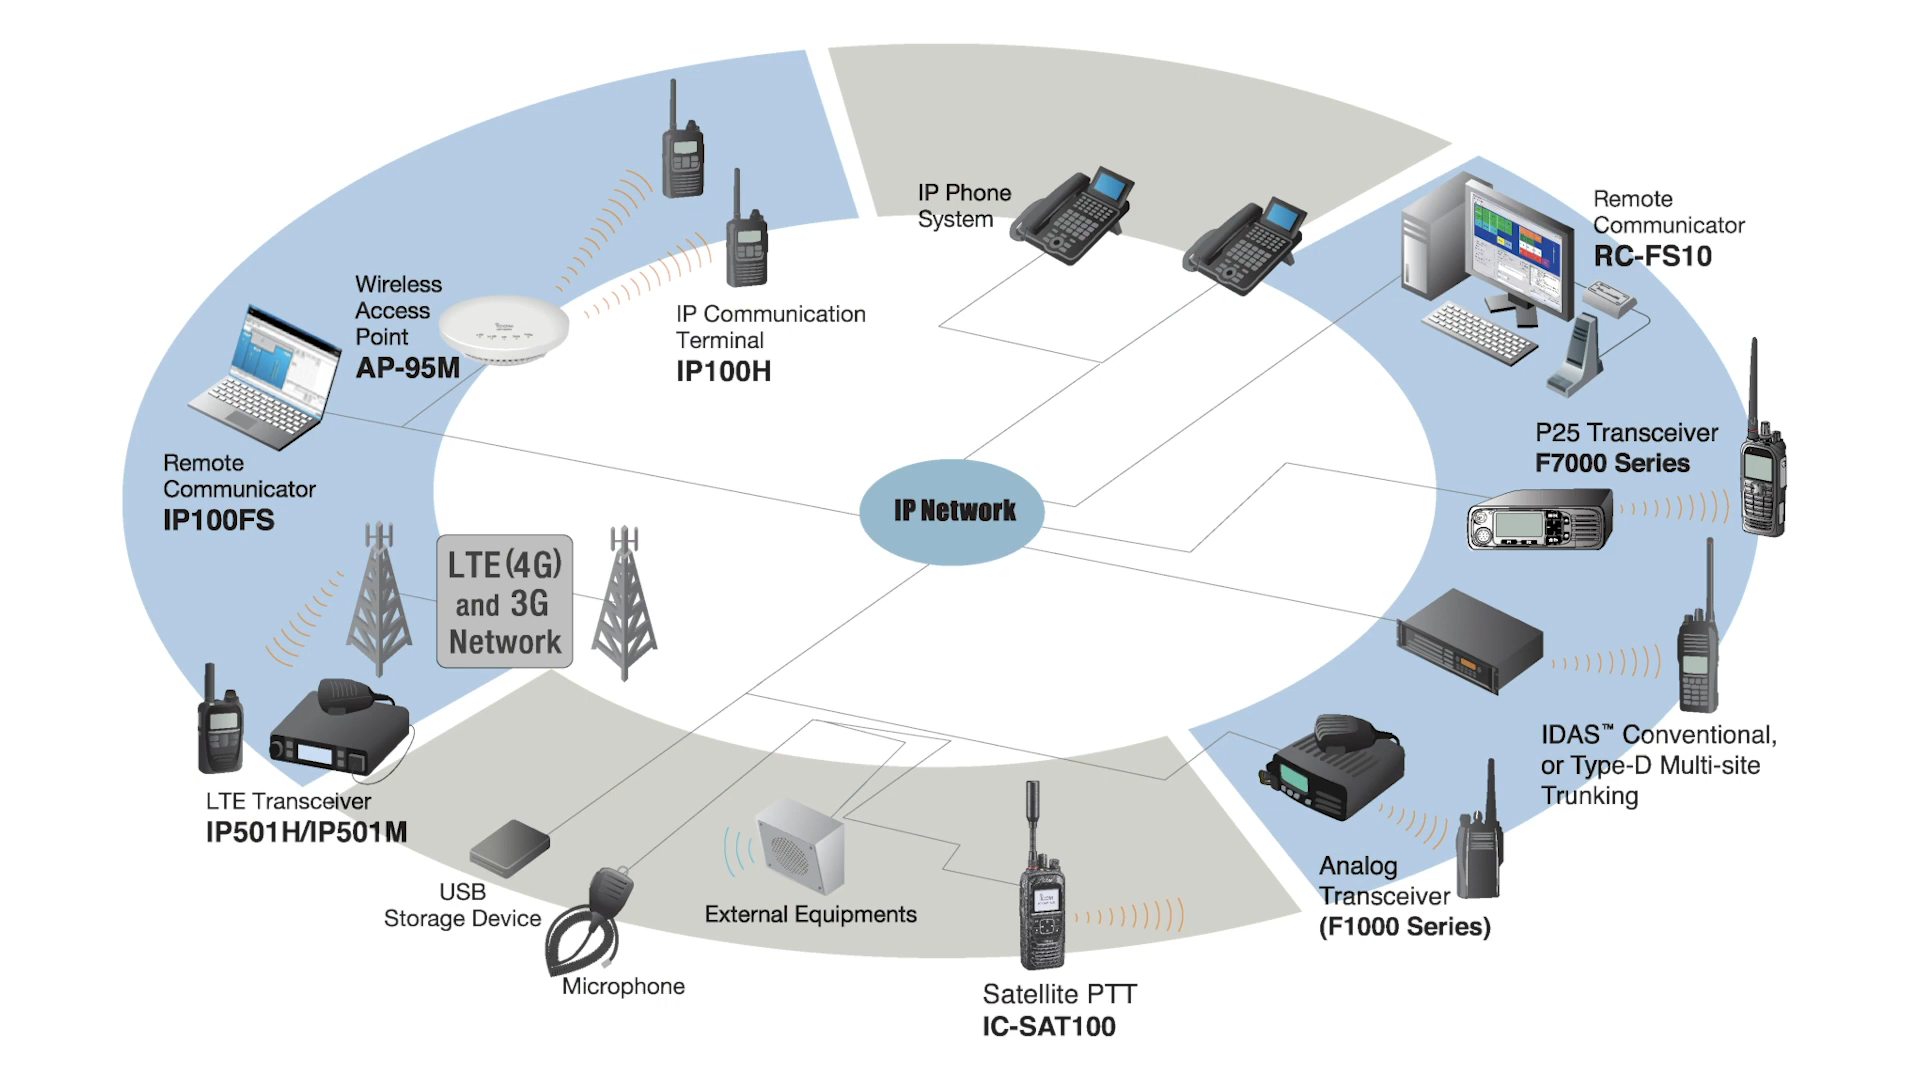 IP Phone
System
Remote
Communicator
RC-FS10
Wireless
Access
Point
AP-95M
IP Communication
Terminal
IP100H
Remote
Communicator
IP100FS
P25 Transceiver
F7000 Series
IP Network
LTE (4G)
and 3G
Network
IDAS™ Conventional,
or Type-D Multi-site
Trunking
LTE Transceiver
IP501H/IP501M
USB
Storage Device
Microphone
External Equipments
Satellite PTT
IC-SAT100
Analog
Transceiver
(F1000 Series)